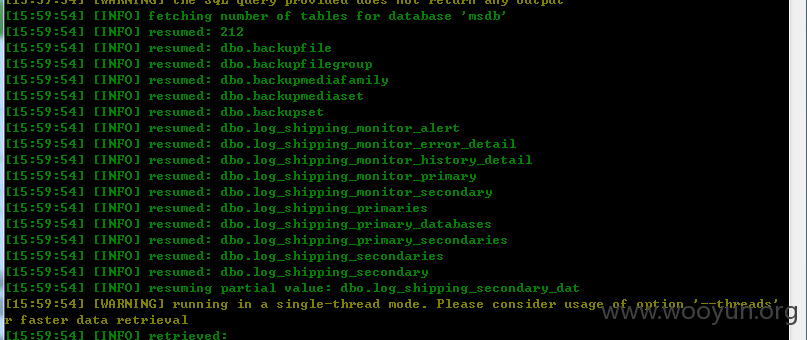 [15:59:54] [WARNING] the SQL query provided does not return any output
[15:59:54] [INFO] fetching number of tables for database 'msdb'
[15:59:54] [INFO] resumed: 212
[15:59:54] [INFO] resumed: dbo.backupfile
[15:59:54] [INFO] resumed: dbo.backupfilegroup
[15:59:54] [INFO] resumed: dbo.backupmediafamily
[15:59:54] [INFO] resumed: dbo.backupmediaset
[15:59:54] [INFO] resumed: dbo.backupset
[15:59:54] [INFO] resumed: dbo.log_shipping_monitor_alert
[15:59:54] [INFO] resumed: dbo.log_shipping_monitor_error_detail
[15:59:54] [INFO] resumed: dbo.log_shipping_monitor_history_detail
[15:59:54] [INFO] resumed: dbo.log_shipping_monitor_primary
[15:59:54] [INFO] resumed: dbo.log_shipping_monitor_secondary
[15:59:54] [INFO] resumed: dbo.log_shipping_primaries
[15:59:54] [INFO] resumed: dbo.log_shipping_primary_databases
[15:59:54] [INFO] resumed: dbo.log_shipping_primary_secondaries
[15:59:54] [INFO] resumed: dbo.log_shipping_secondaries
[15:59:54] [INFO] resumed: dbo.log_shipping_secondary
[15:59:54] [INFO] resuming partial value: dbo.log_shipping_secondary_dat
[15:59:54] [WARNING] running in a single-thread mode. Please consider usage of option '--threads'
r faster data retrieval
[15:59:54] [INFO] retrieved:
www.wooyun.org